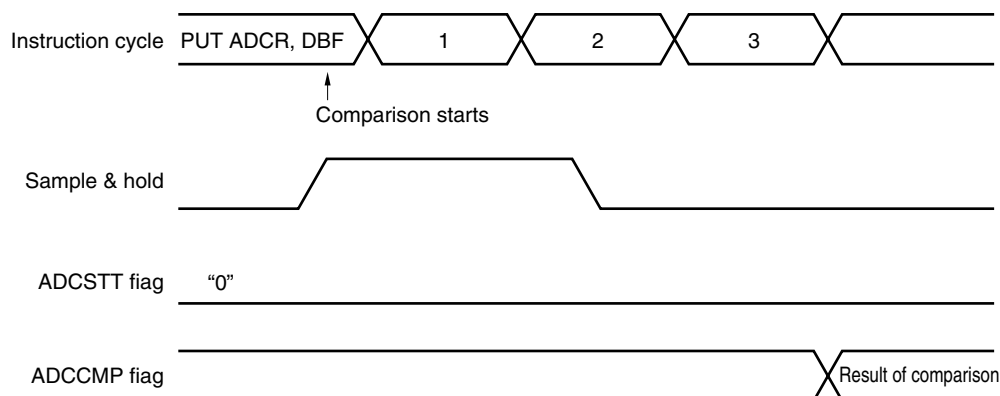 Instruction cycle PUT ADCR, DBF 1 2 3
Comparison starts
Sample & hold
ADCSTT fiag “0”
ADCCMP fiag Result of comparison